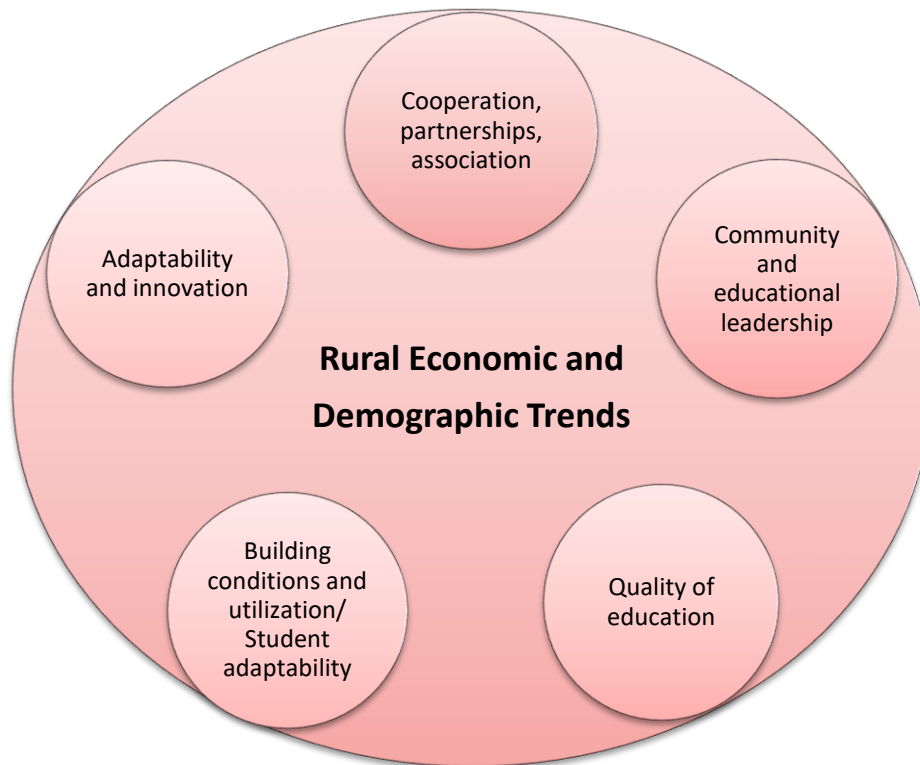 Cooperation,
partnerships,
association
Adaptability
and innovation
Community
and
educational
leadership
Rural Economic and
Demographic Trends
Building
conditions and
utilization/
Student
adaptability
Quality of
education